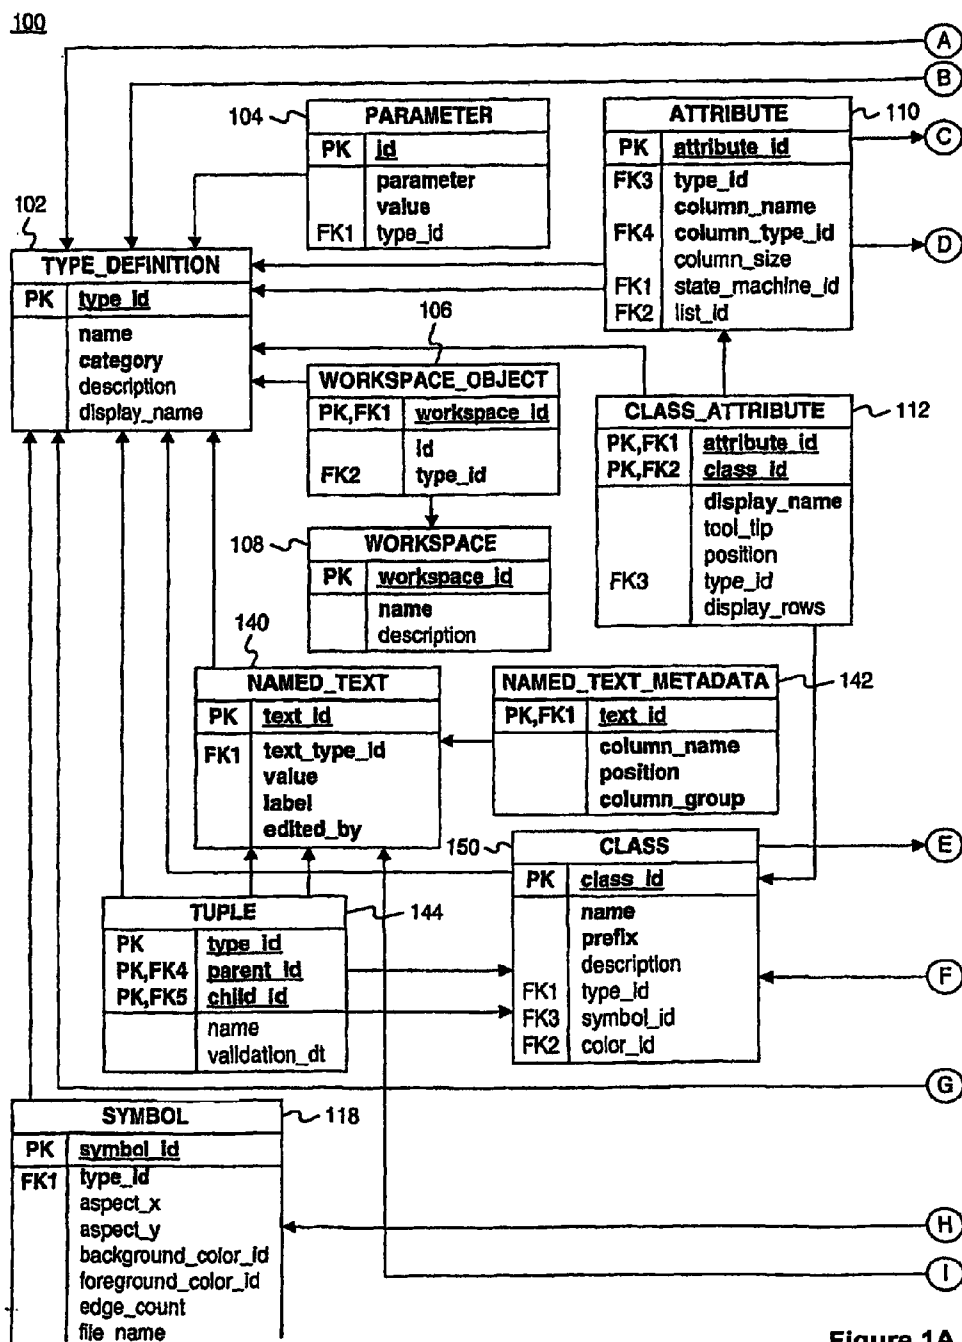 100
A
B
104
PARAMETER
PK id
parameter
value
FK1 type_id
ATTRIBUTE
110
PK attribute_id
FK3 type_id
column_name
FK4 column_type_id
column_size
FK1 state_machine_id
FK2 list_id
C
D
102
TYPE_DEFINITION
PK type_id
name
category
description
display_name
106
WORKSPACE_OBJECT
PK,FK1 workspace_id
id
FK2 type_id
CLASS_ATTRIBUTE
112
PK,FK1 attribute_id
PK,FK2 class_id
display_name
tool_tip
position
FK3 type_id
display_rows
108
WORKSPACE
PK workspace_id
name
description
140
NAMED_TEXT
PK text_id
FK1 text_type_id
value
label
edited_by
NAMED_TEXT_METADATA
142
PK,FK1 text_id
column_name
position
column_group
150
CLASS
PK class_id
name
prefix
description
FK1 type_id
FK3 symbol_id
FK2 color_id
E
F
TUPLE
144
PK type_id
PK,FK4 parent_id
PK,FK5 child_id
name
validation_dt
G
SYMBOL
118
PK symbol_id
FK1 type_id
aspect_x
aspect_y
background_color_id
foreground_color_id
edge_count
file_name
H
I
Figure 1A